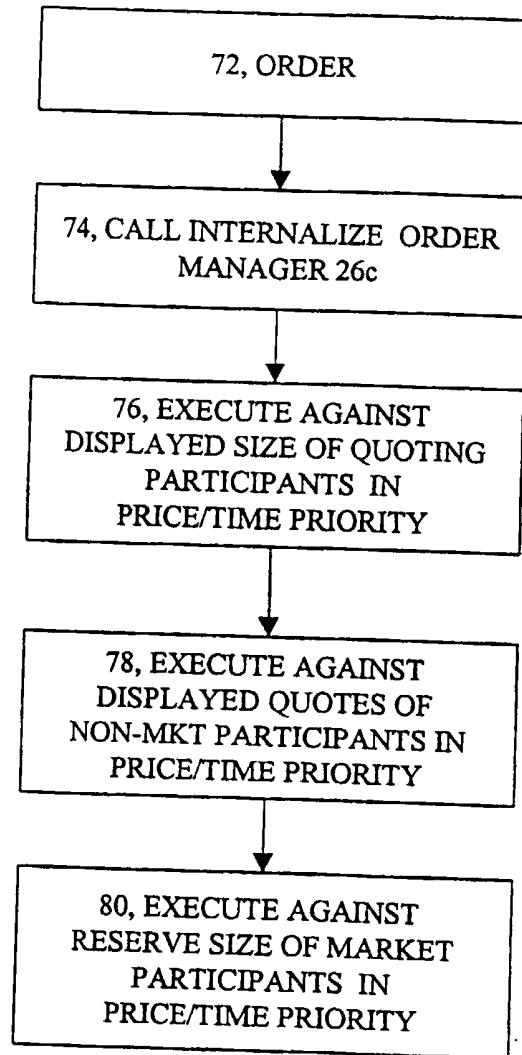 72, ORDER
74, CALL INTERNALIZE ORDER
MANAGER 26c
76, EXECUTE AGAINST
DISPLAYED SIZE OF QUOTING
PARTICIPANTS IN
PRICE/TIME PRIORITY
78, EXECUTE AGAINST
DISPLAYED QUOTES OF
NON-MKT PARTICIPANTS IN
PRICE/TIME PRIORITY
80, EXECUTE AGAINST
RESERVE SIZE OF MARKET
PARTICIPANTS IN
PRICE/TIME PRIORITY